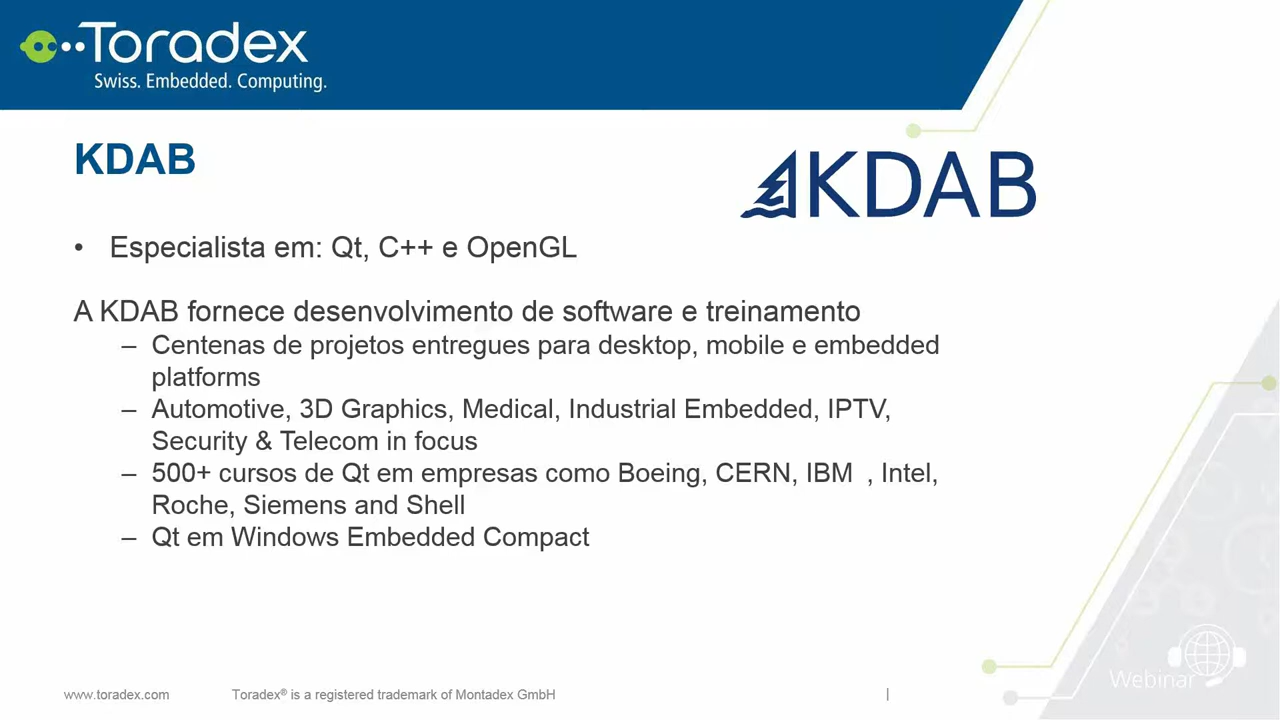 Toradex
Swiss. Embedded. Computing.
KDAB
KDAB
• Especialista em: Qt, C++ e OpenGL
A KDAB fornece desenvolvimento de software e treinamento
– Centenas de projetos entregues para desktop, mobile e embedded
platforms
– Automotive, 3D Graphics, Medical, Industrial Embedded, IPTV,
Security & Telecom in focus
– 500+ cursos de Qt em empresas como Boeing, CERN, IBM , Intel,
Roche, Siemens and Shell
– Qt em Windows Embedded Compact
Webinar
www.toradex.com
Toradex® is a registered trademark of Montadex GmbH
|